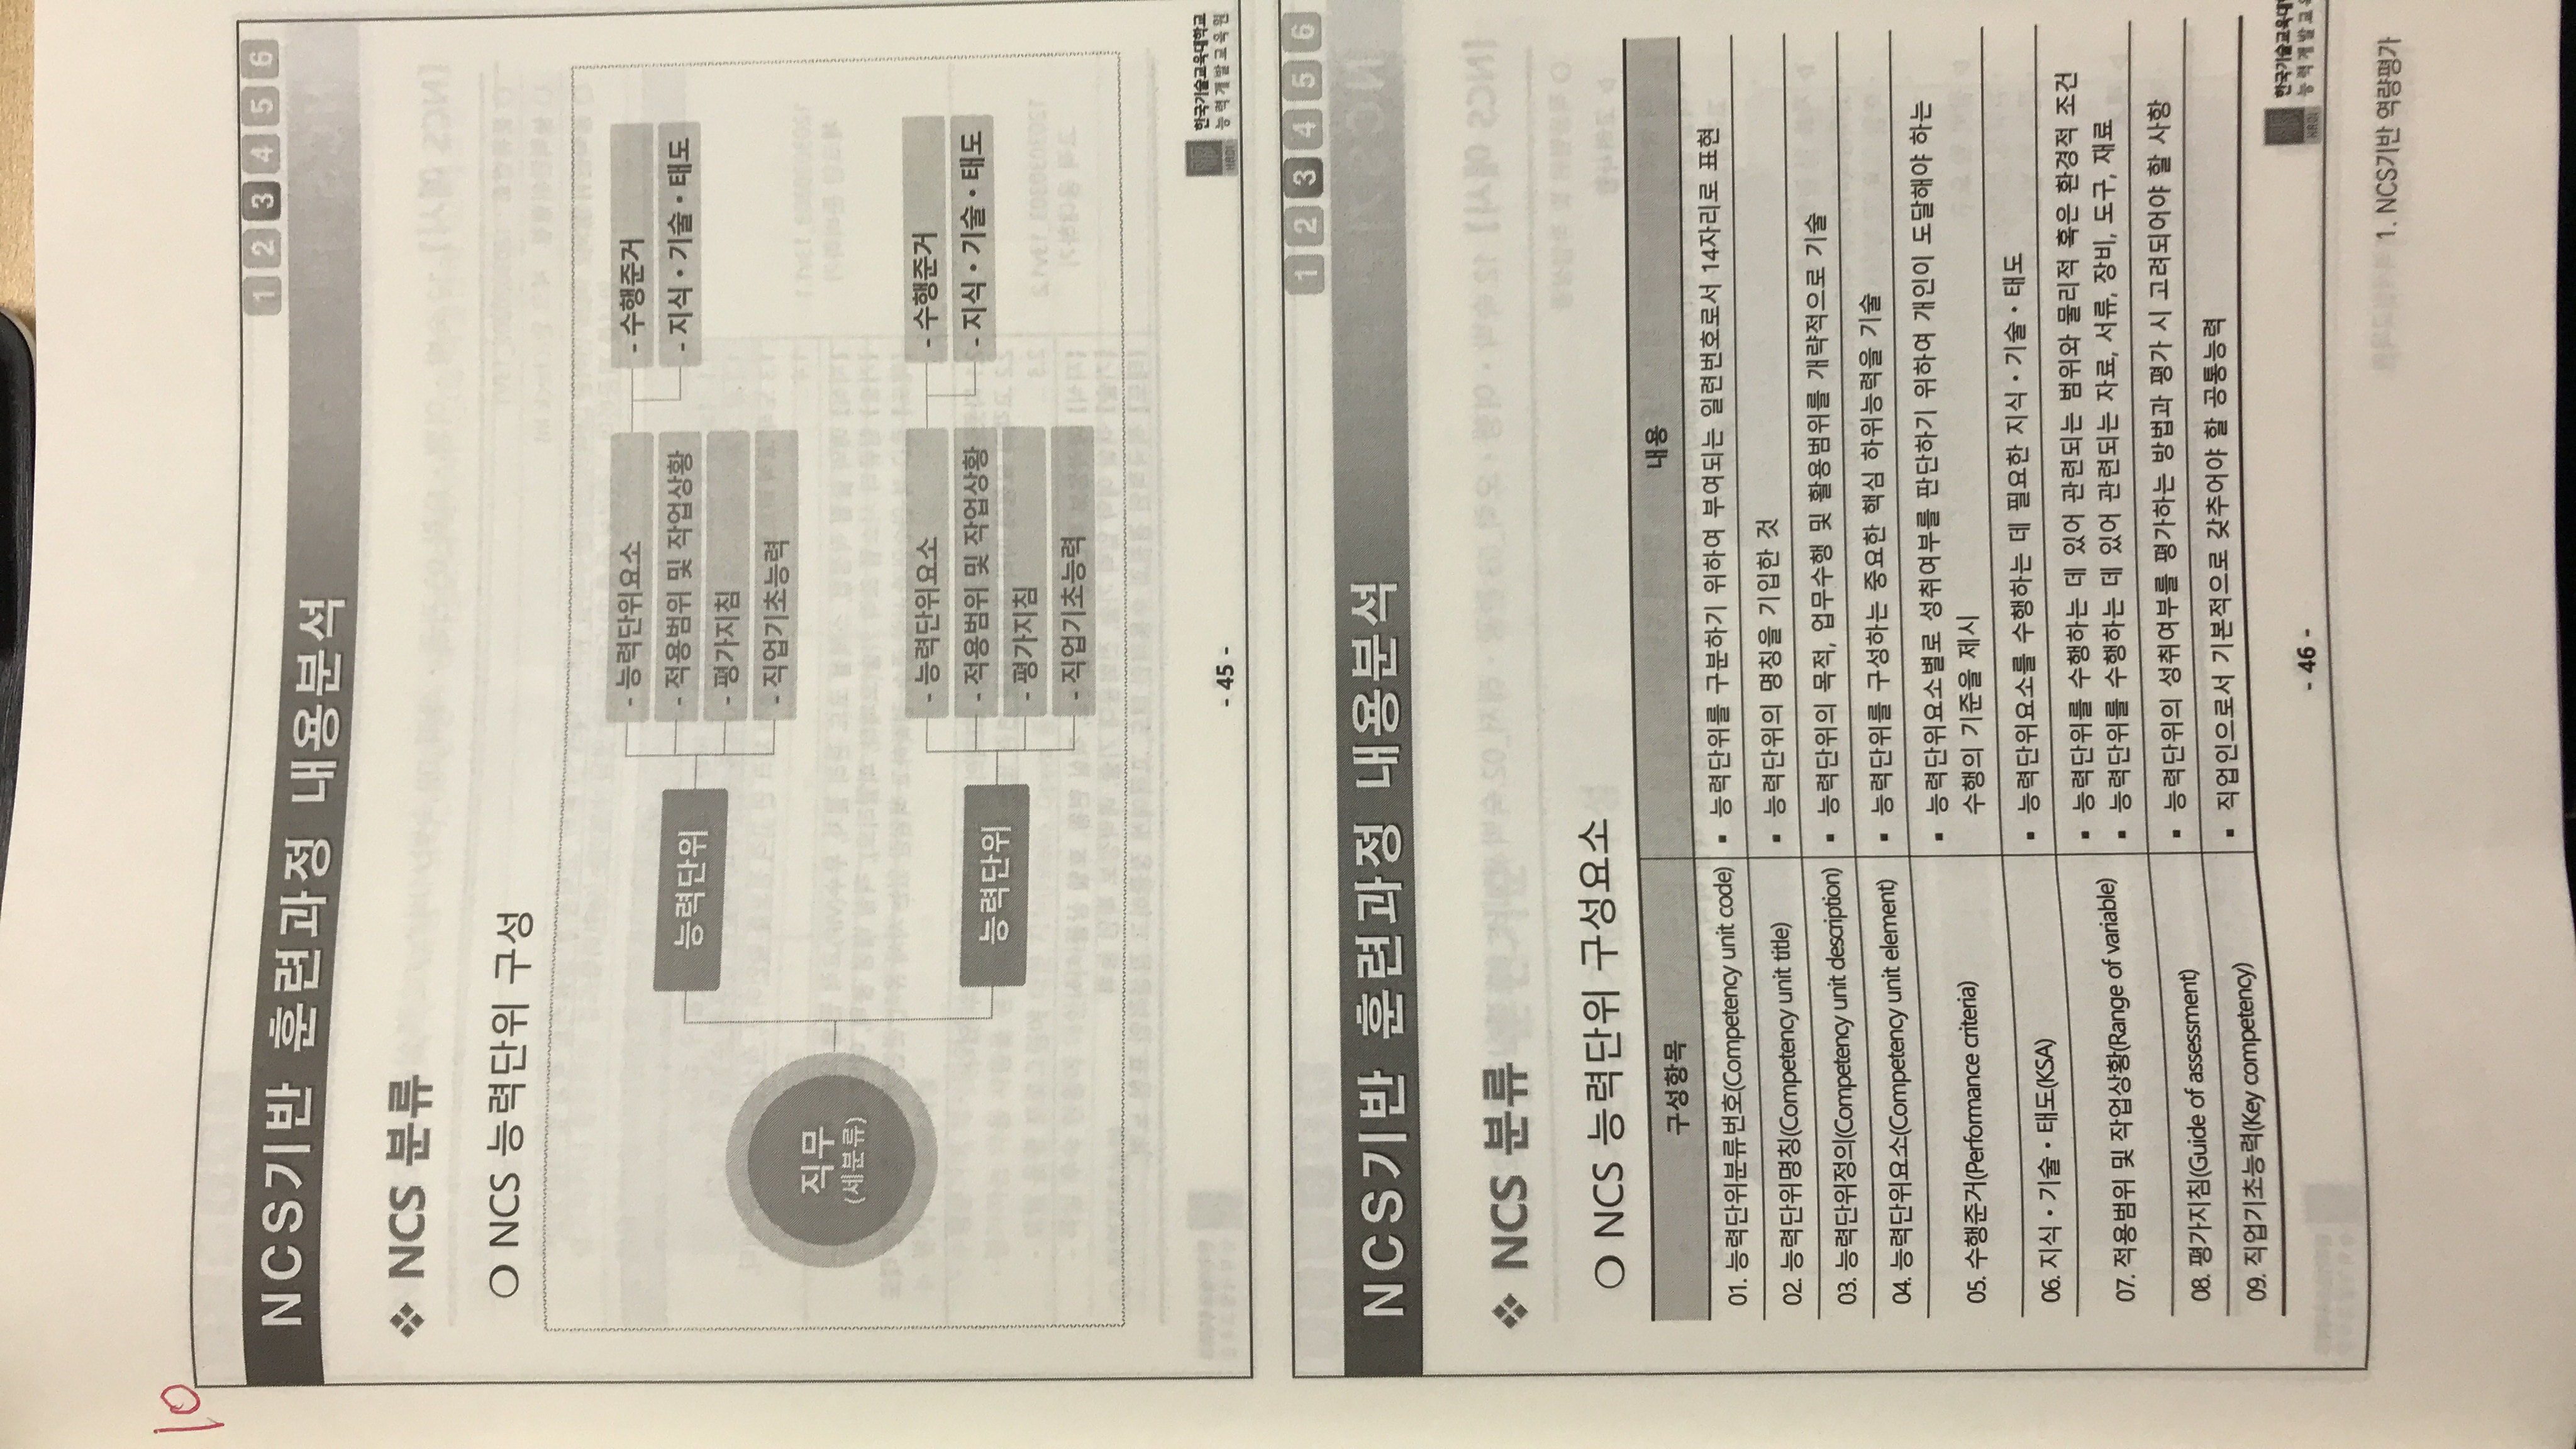 10
1 2 3 4 5 6
NCS기반 훈련과정 내용분석
❖ NCS 분류
❍ NCS 능력단위 구성
직무
(세분류)
능력단위
- 능력단위요소
- 적용범위 및 작업상황
- 평가지침
- 직업기초능력
- 수행준거
- 지식・기술・태도
능력단위
- 능력단위요소
- 적용범위 및 작업상황
- 평가지침
- 직업기초능력
- 수행준거
- 지식・기술・태도
- 45 -
HRDI
한국기술교육대학교
능력개발교육원
1 2 3 4 5 6
NCS기반 훈련과정 내용분석
❖ NCS 분류
❍ NCS 능력단위 구성요소
구성항목 내용
01. 능력단위분류번호(Competency unit code) ▪ 능력단위를 구분하기 위하여 부여되는 일련번호로서 14자리로 표현
02. 능력단위명칭(Competency unit title) ▪ 능력단위의 명칭을 기입한 것
03. 능력단위정의(Competency unit description) ▪ 능력단위의 목적, 업무수행 및 활용범위를 개략적으로 기술
04. 능력단위요소(Competency unit element) ▪ 능력단위를 구성하는 중요한 핵심 하위능력을 기술
05. 수행준거(Performance criteria) ▪ 능력단위요소별로 성취여부를 판단하기 위하여 개인이 도달해야 하는
수행의 기준을 제시
06. 지식・기술・태도(KSA) ▪ 능력단위요소를 수행하는 데 필요한 지식・기술・태도
07. 적용범위 및 작업상황(Range of variable) ▪ 능력단위를 수행하는 데 있어 관련되는 범위와 물리적 혹은 환경적 조건
▪ 능력단위를 수행하는 데 있어 관련되는 자료, 서류, 장비, 도구, 재료
08. 평가지침(Guide of assessment) ▪ 능력단위의 성취여부를 평가하는 방법과 평가 시 고려되어야 할 사항
09. 직업기초능력(Key competency) ▪ 직업인으로서 기본적으로 갖추어야 할 공통능력
- 46 -
HRDI
한국기술교육대
능력개발교육
1. NCS기반 역량평가